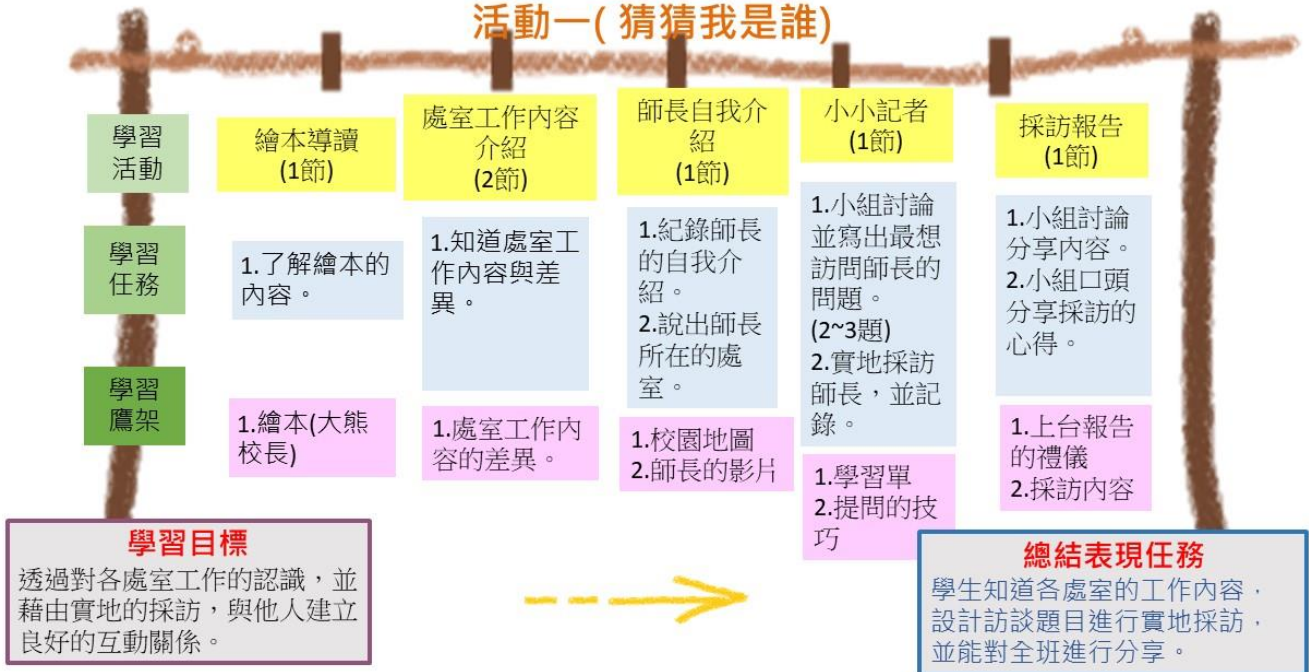 活動一(猜猜我是誰)
學習
活動
繪本導讀
(1節)
處室工作內容
介紹
(2節)
師長自我介
紹
(1節)
小小記者
(1節)
採訪報告
(1節)
學習
任務
1.了解繪本的
內容。
1.知道處室工
作內容與差
異。
1.紀錄師長
的自我介
紹。
2.說出師長
所在的處
室。
1.小組討論
並寫出最想
訪問師長的
問題。
(2~3題)
2.實地採訪
師長，並記
錄。
1.小組討論
分享內容。
2.小組口頭
分享採訪的
心得。
學習
鷹架
1.繪本(大熊
校長)
1.處室工作內
容的差異。
1.校園地圖
2.師長的影片
1.學習單
2.提問的技
巧
1.上台報告
的禮儀
2.採訪內容
學習目標
透過對各處室工作的認識，並
藉由實地的採訪，與他人建立
良好的互動關係。
總結表現任務
學生知道各處室的工作內容，
設計訪談題目進行實地採訪，
並能對全班進行分享。